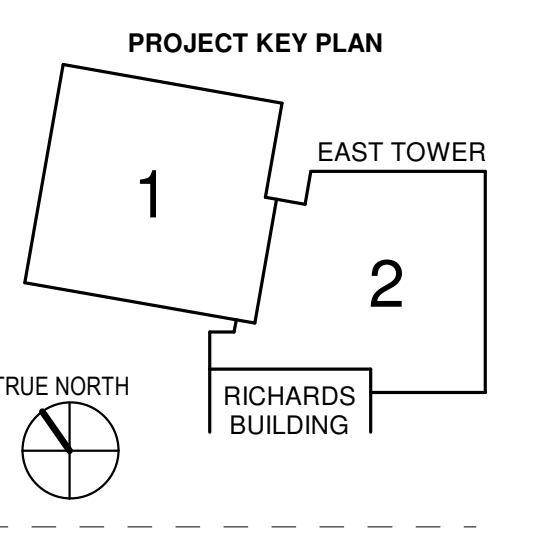 PROJECT KEY PLAN
EAST TOWER
1
2
TRUE NORTH
RICHARDS
BUILDING